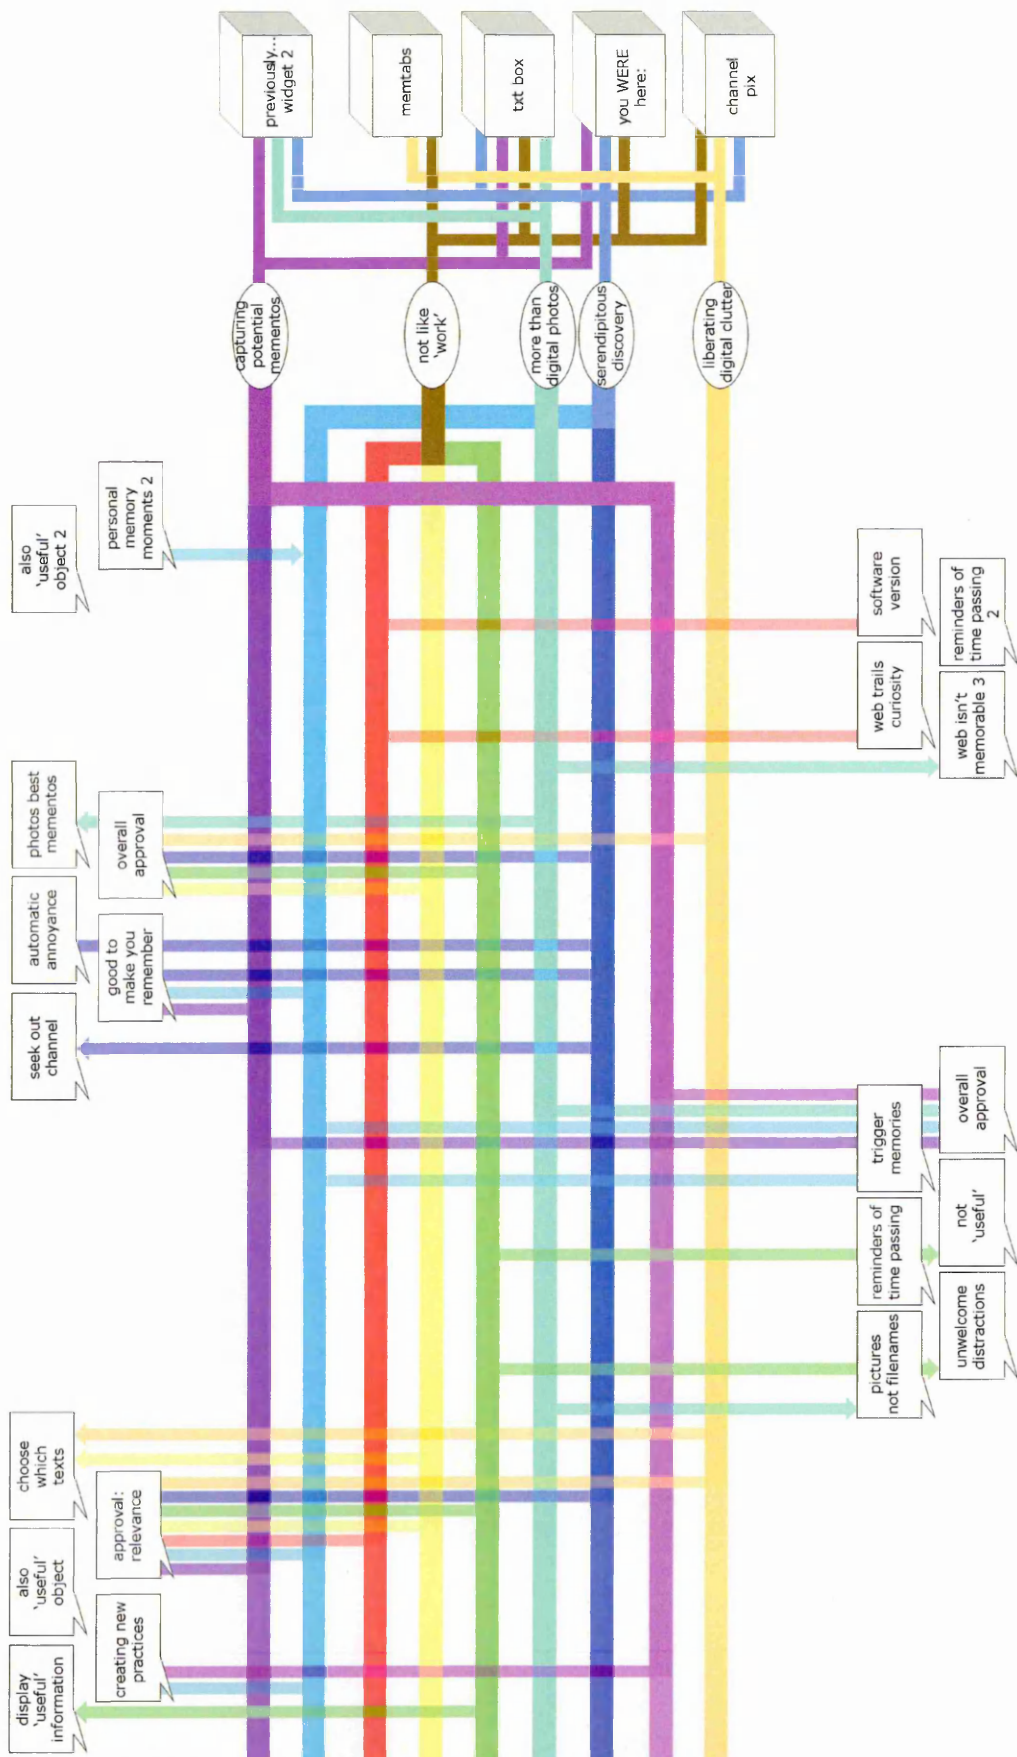 previously...
widget 2
memtabs
txt box
you WERE
here:
channel
pix
capturing
potential
mementos
not like
'work'
more than
digital photos
serendipitous
discovery
liberating
digital clutter
also
'useful'
object 2
personal
memory
moments 2
software
version
reminders of
time passing
2
web trails
curiosity
web isn't
memorable 3
photos best
mementos
overall
approval
automatic
annoyance
good to
make you
remember
seek out
channel
overall
approval
trigger
memories
not
'useful'
reminders of
time passing
unwelcome
distractions
pictures
not filenames
choose
which
texts
approval:
relevance
also
'useful'
object
creating new
practices
display
'useful'
information